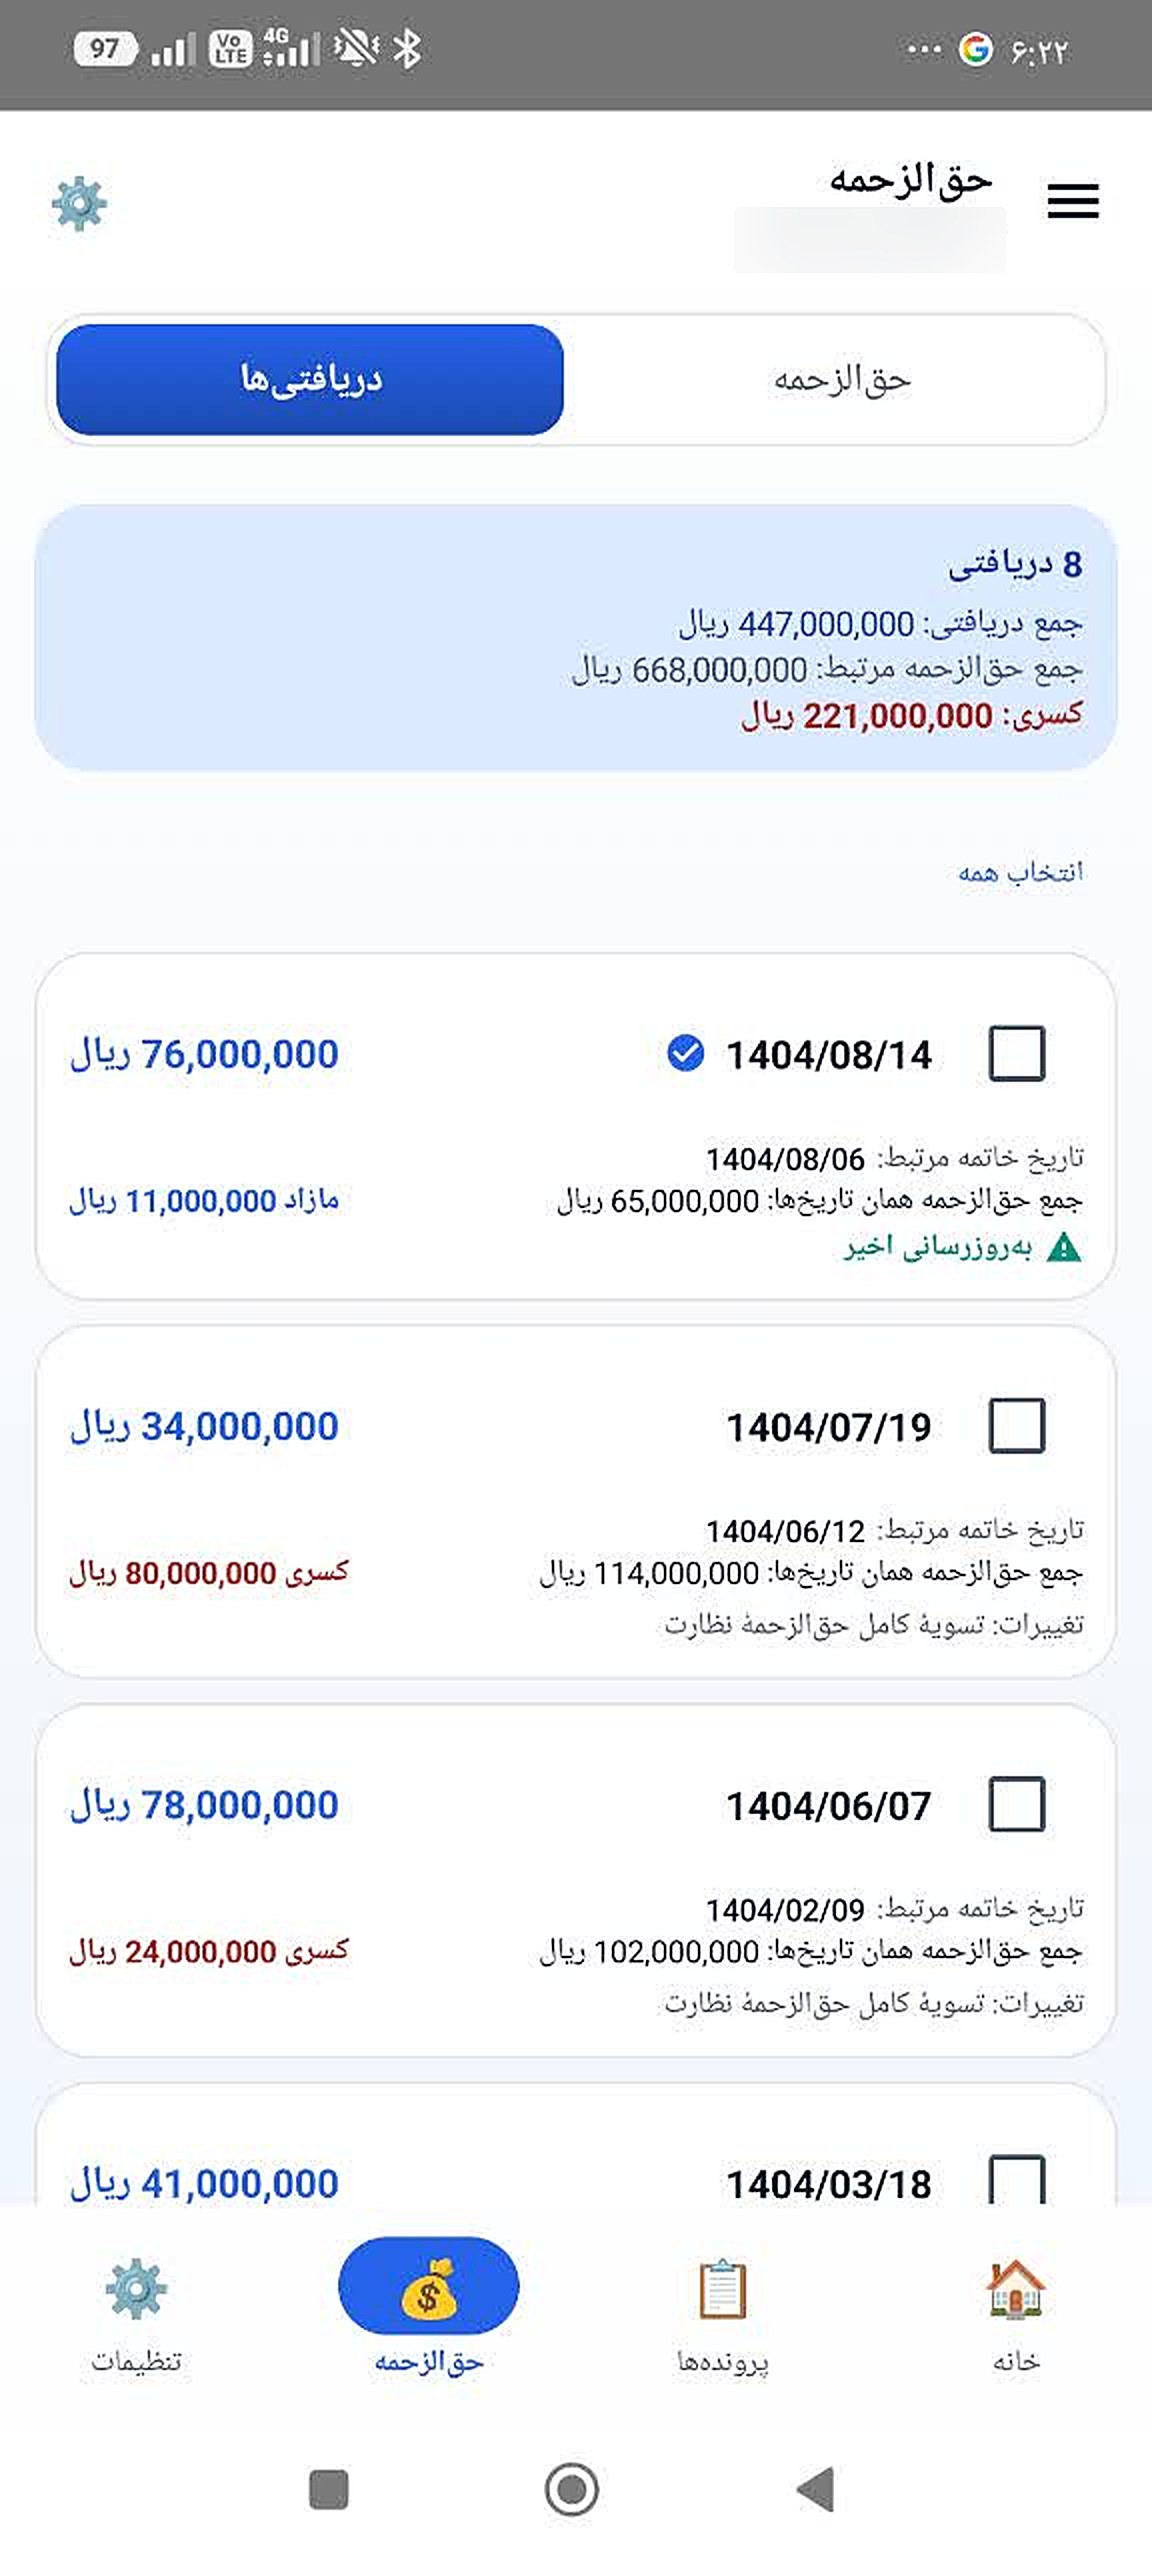 97 VoLTE 4G ... G ۶:۲۲
حق‌الزحمه
حق‌الزحمه
دریافتی‌ها
8 دریافتی
جمع دریافتی: 447,000,000 ریال
جمع حق‌الزحمه مرتبط: 668,000,000 ریال
کسری: 221,000,000 ریال
انتخاب همه
1404/08/14 76,000,000 ریال
تاریخ خاتمه مرتبط: 1404/08/06
جمع حق‌الزحمه همان تاریخ‌ها: 65,000,000 ریال مازاد 11,000,000 ریال
به‌روزرسانی اخیر
1404/07/19 34,000,000 ریال
تاریخ خاتمه مرتبط: 1404/06/12
جمع حق‌الزحمه همان تاریخ‌ها: 114,000,000 ریال کسری 80,000,000 ریال
تغییرات: تسویهٔ کامل حق‌الزحمهٔ نظارت
1404/06/07 78,000,000 ریال
تاریخ خاتمه مرتبط: 1404/02/09
جمع حق‌الزحمه همان تاریخ‌ها: 102,000,000 ریال کسری 24,000,000 ریال
تغییرات: تسویهٔ کامل حق‌الزحمهٔ نظارت
1404/03/18 41,000,000 ریال
خانه پرونده‌ها حق‌الزحمه تنظیمات